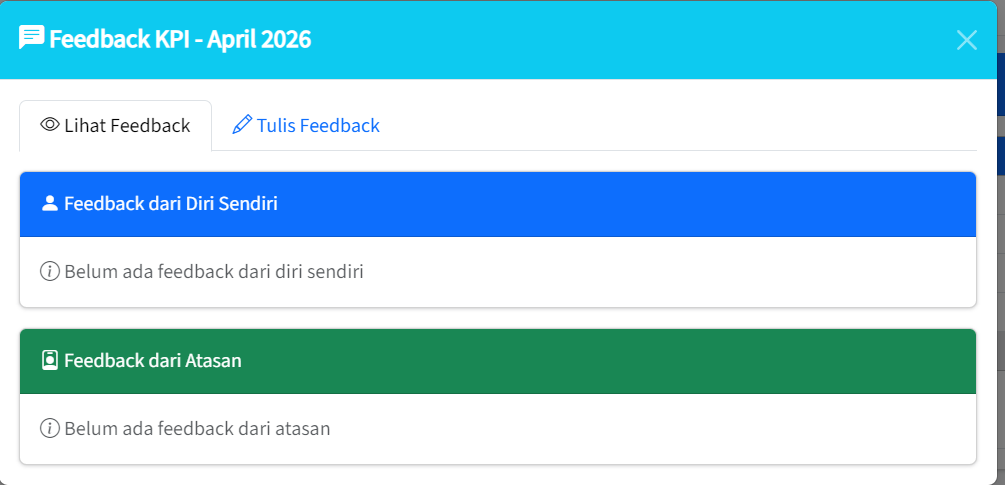 Feedback KPI - April 2026
Lihat Feedback
Tulis Feedback
Feedback dari Diri Sendiri
Belum ada feedback dari diri sendiri
Feedback dari Atasan
Belum ada feedback dari atasan